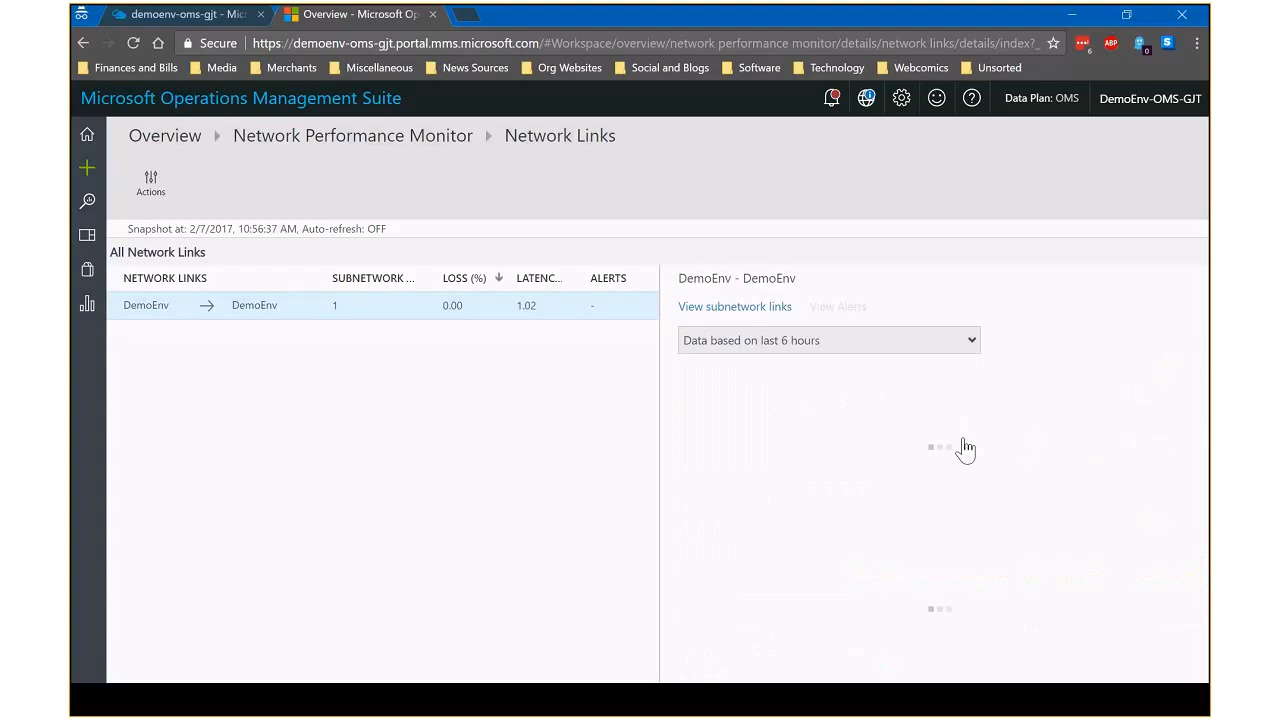 demoenv-oms-gjt - Mic
Overview - Microsoft Op
Secure
https://demoenv-oms-gjt.portal.mms.microsoft.com/#Workspace/overview/network performance monitor/details/network links/details/index?_
6
ABP
0
S
Finances and Bills
Media
Merchants
Miscellaneous
News Sources
Org Websites
Social and Blogs
Software
Technology
Webcomics
Unsorted
Microsoft Operations Management Suite
Data Plan: OMS
DemoEnv-OMS-GJT
Overview
Network Performance Monitor
Network Links
Actions
Snapshot at: 2/7/2017, 10:56:37 AM, Auto-refresh: OFF
All Network Links
NETWORK LINKS SUBNETWORK ... LOSS (%) LATENC... ALERTS
DemoEnv → DemoEnv 1 0.00 1.02 -
DemoEnv - DemoEnv
View subnetwork links View Alerts
Data based on last 6 hours